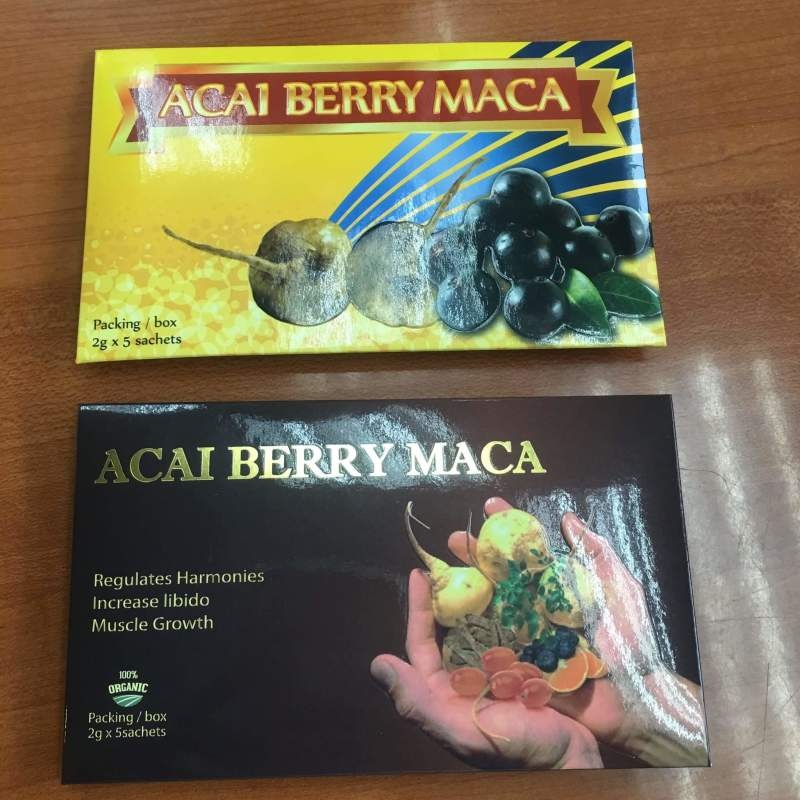 ACAI BERRY MACA
Packing / box
2g x 5 sachets
ACAI BERRY MACA
Regulates Harmonies
Increase libido
Muscle Growth
100%
ORGANIC
Packing / box
2g x 5sachets